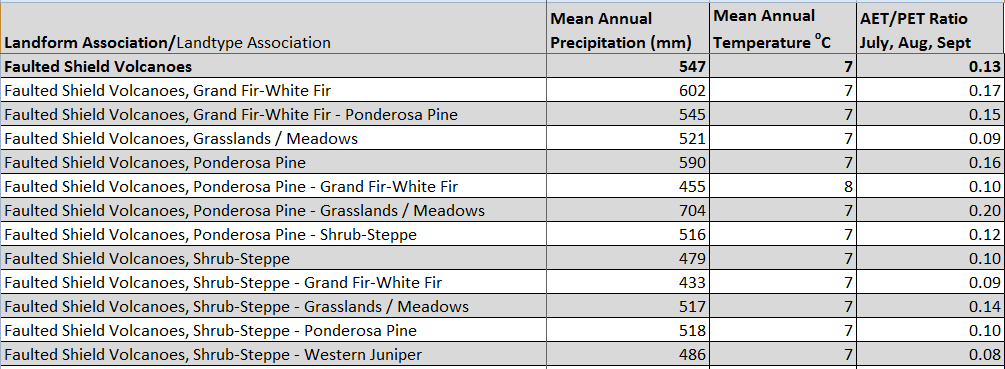 Landform Association/Landtype Association Mean Annual Precipitation (mm) Mean Annual Temperature ⁰C AET/PET Ratio July, Aug, Sept
Faulted Shield Volcanoes 547 7 0.13
Faulted Shield Volcanoes, Grand Fir-White Fir 602 7 0.17
Faulted Shield Volcanoes, Grand Fir-White Fir - Ponderosa Pine 545 7 0.15
Faulted Shield Volcanoes, Grasslands / Meadows 521 7 0.09
Faulted Shield Volcanoes, Ponderosa Pine 590 7 0.16
Faulted Shield Volcanoes, Ponderosa Pine - Grand Fir-White Fir 455 8 0.10
Faulted Shield Volcanoes, Ponderosa Pine - Grasslands / Meadows 704 7 0.20
Faulted Shield Volcanoes, Ponderosa Pine - Shrub-Steppe 516 7 0.12
Faulted Shield Volcanoes, Shrub-Steppe 479 7 0.10
Faulted Shield Volcanoes, Shrub-Steppe - Grand Fir-White Fir 433 7 0.09
Faulted Shield Volcanoes, Shrub-Steppe - Grasslands / Meadows 517 7 0.14
Faulted Shield Volcanoes, Shrub-Steppe - Ponderosa Pine 518 7 0.10
Faulted Shield Volcanoes, Shrub-Steppe - Western Juniper 486 7 0.08